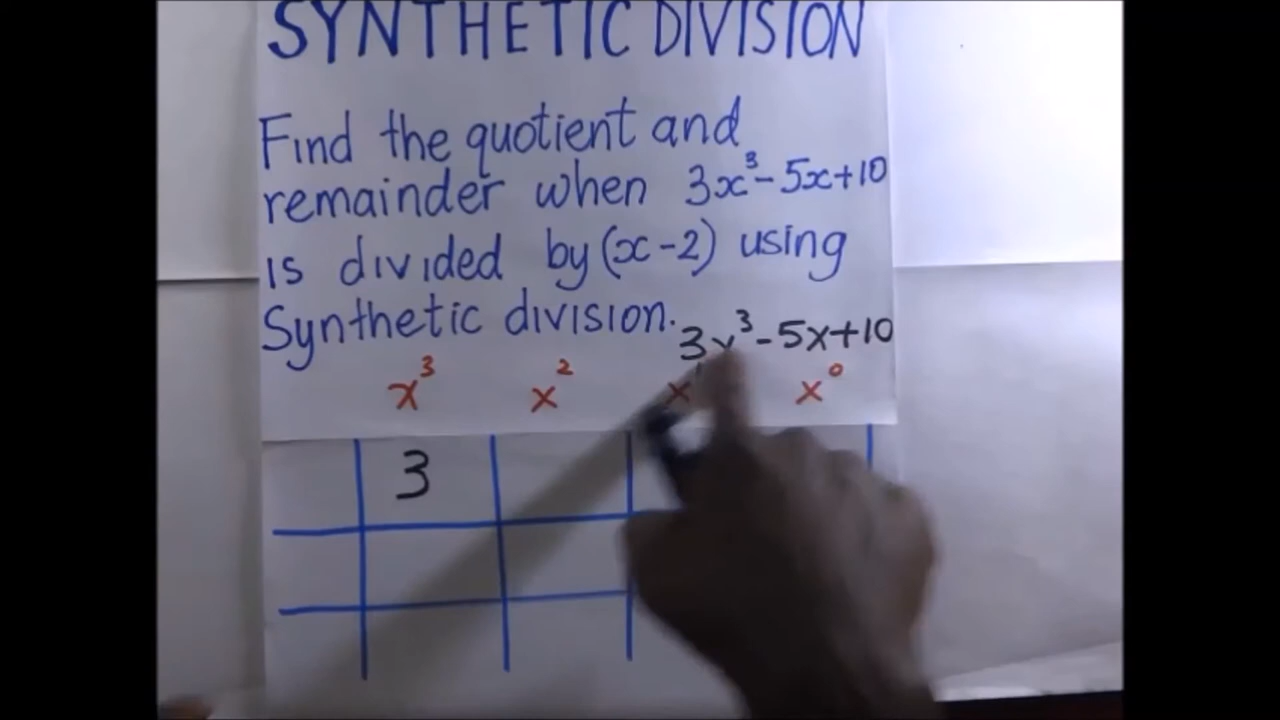 SYNTHETIC DIVISION
Find the quotient and
remainder when 3x³-5x+10
is divided by (x-2) using
Synthetic division.
3x³-5x+10
x³ x² x¹ x⁰
3